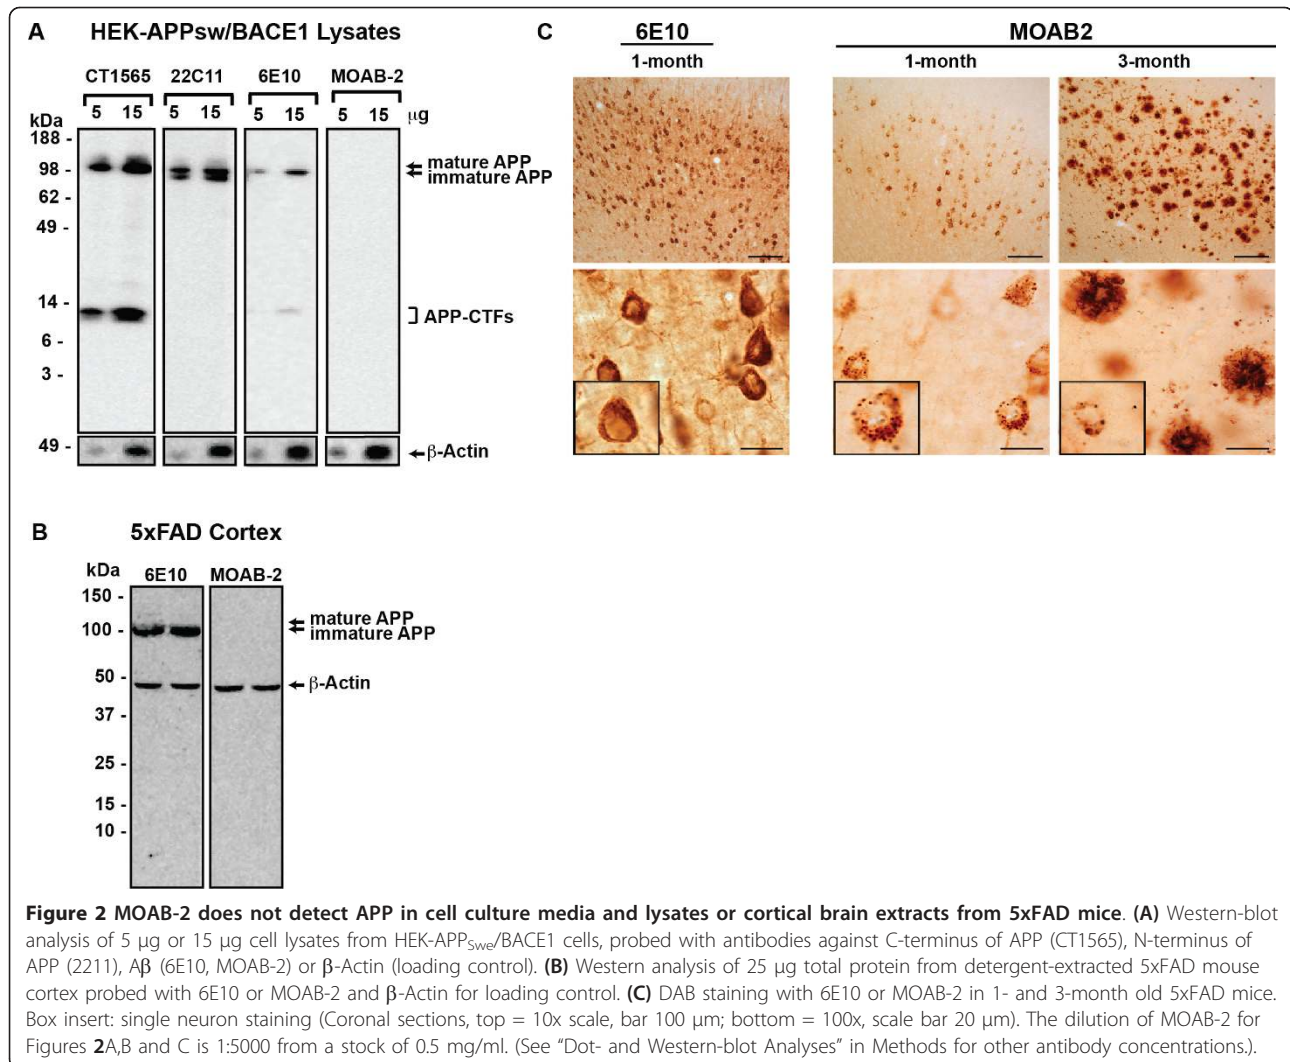 A HEK-APPsw/BACE1 Lysates
CT1565 22C11 6E10 MOAB-2
5 15 5 15 5 15 5 15 μg
kDa
188 -
98 -
62 -
49 -
14 -
6 -
3 -
49 -
mature APP
immature APP
APP-CTFs
β-Actin
B 5xFAD Cortex
kDa 6E10 MOAB-2
150 -
100 -
50 -
37 -
25 -
15 -
10 -
mature APP
immature APP
β-Actin
C 6E10 MOAB2
1-month 1-month 3-month
Figure 2 MOAB-2 does not detect APP in cell culture media and lysates or cortical brain extracts from 5xFAD mice. (A) Western-blot
analysis of 5 μg or 15 μg cell lysates from HEK-APPSwe/BACE1 cells, probed with antibodies against C-terminus of APP (CT1565), N-terminus of
APP (2211), Aβ (6E10, MOAB-2) or β-Actin (loading control). (B) Western analysis of 25 μg total protein from detergent-extracted 5xFAD mouse
cortex probed with 6E10 or MOAB-2 and β-Actin for loading control. (C) DAB staining with 6E10 or MOAB-2 in 1- and 3-month old 5xFAD mice.
Box insert: single neuron staining (Coronal sections, top = 10x scale, bar 100 μm; bottom = 100x, scale bar 20 μm). The dilution of MOAB-2 for
Figures 2A,B and C is 1:5000 from a stock of 0.5 mg/ml. (See "Dot- and Western-blot Analyses" in Methods for other antibody concentrations.).